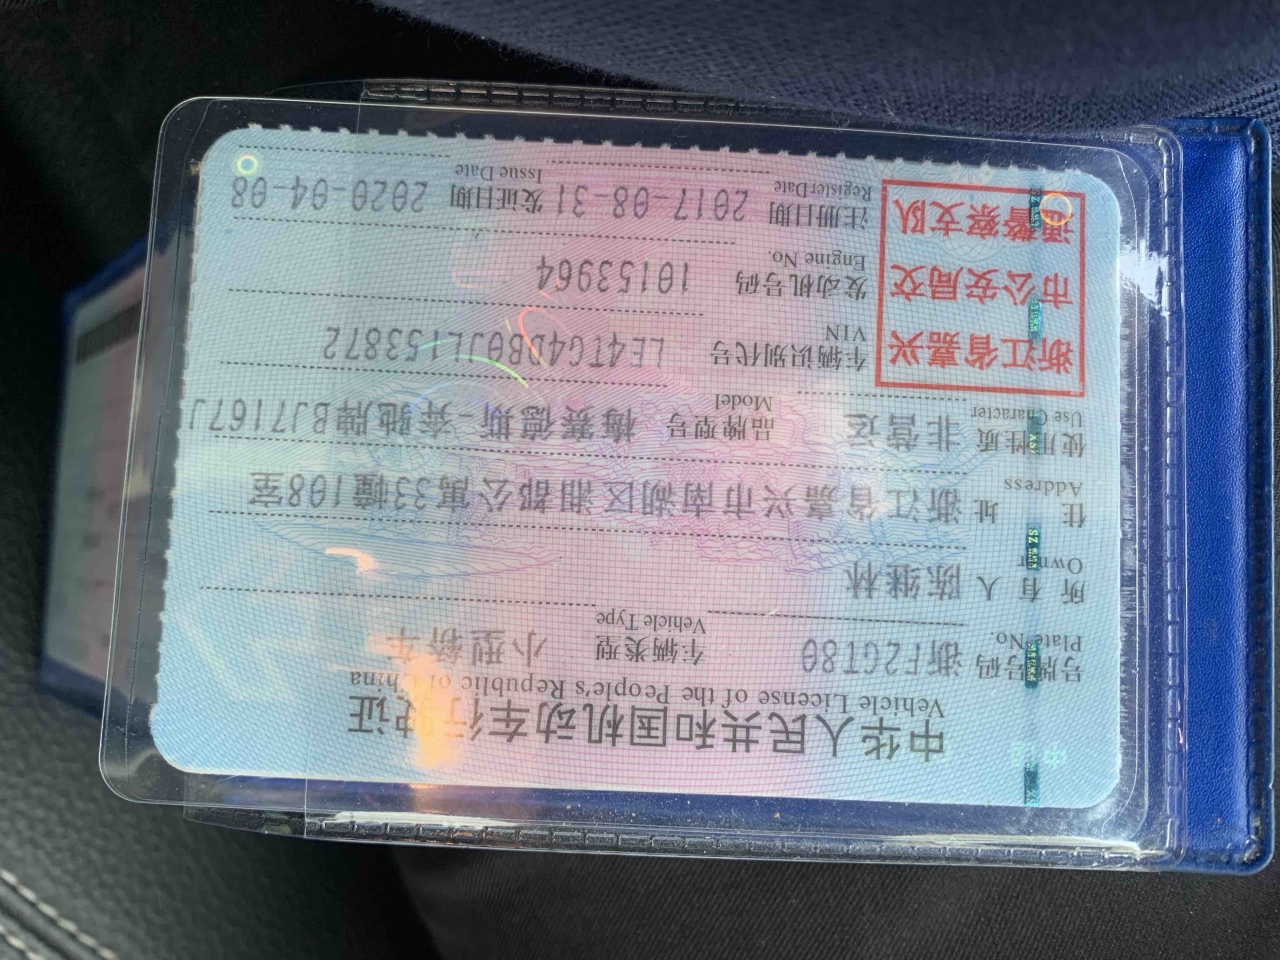 中华人民共和国机动车行驶证
Vehicle License of the People's Republic of China
号牌号码 浙F2GT80 车辆类型 小型轿车
Plate No. Vehicle Type
所有人 陈继林
Owner
住址 浙江省嘉兴市南湖区湘都公寓33幢108室
Address
使用性质 非营运 品牌型号 梅赛德斯-奔驰牌BJ7167J
Use Character Model
浙江省嘉兴
市公安局交
通警察支队
车辆识别代号 LE4TG4DB0JL153872
VIN
发动机号码 10153964
Engine No.
注册日期 2017-08-31 发证日期 2020-04-08
Register Date Issue Date